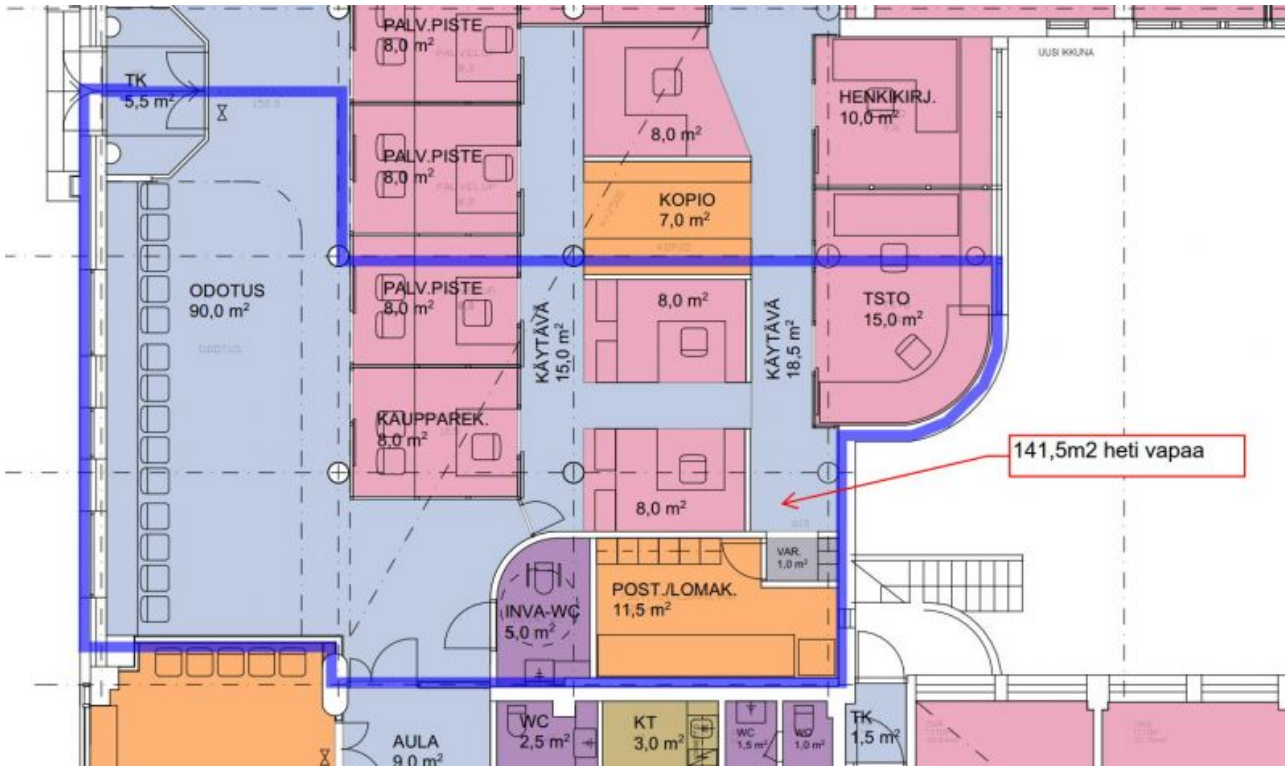 PALV.PISTE
8,0 m²
UUSI IKKUNA
TK
5,5 m²
HENKIKIRJ.
10,0 m²
8,0 m²
PALV.PISTE
8,0 m²
KOPIO
7,0 m²
ODOTUS
90,0 m²
PALV.PISTE
8,0 m²
KÄYTÄVÄ
15,0 m²
8,0 m²
KÄYTÄVÄ
18,5 m²
TSTO
15,0 m²
ODOTUS
KAUPPAREK.
8,0 m²
141,5m2 heti vapaa
8,0 m²
VAR.
1,0 m²
INVA-WC
5,0 m²
POST./LOMAK.
11,5 m²
AULA
9,0 m²
WC
2,5 m²
KT
3,0 m²
WC
1,5 m²
WC
1,0 m²
TK
1,5 m²